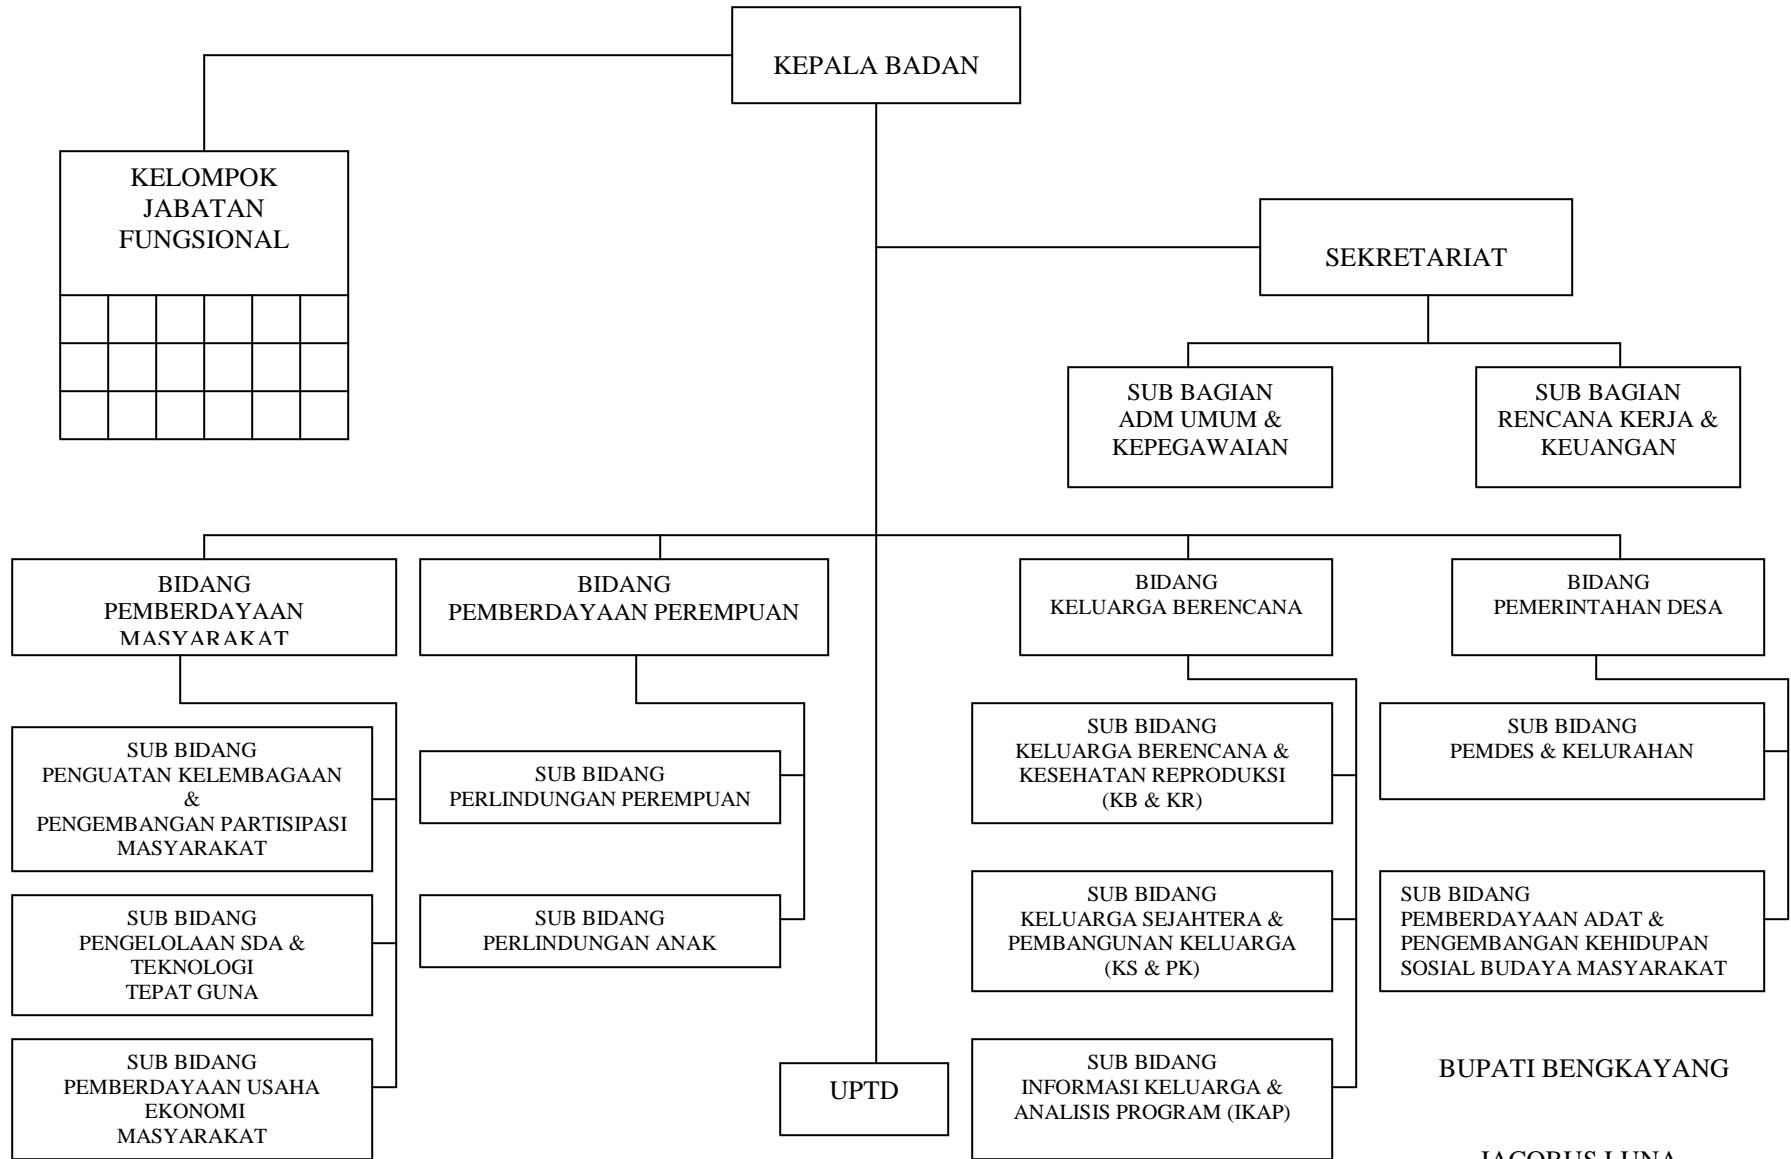 KEPALA BADAN
KELOMPOK
JABATAN
FUNGSIONAL
SEKRETARIAT
SUB BAGIAN
ADM UMUM &
KEPEGAWAIAN
SUB BAGIAN
RENCANA KERJA &
KEUANGAN
BIDANG
PEMBERDAYAAN
MASYARAKAT
BIDANG
PEMBERDAYAAN PEREMPUAN
BIDANG
KELUARGA BERENCANA
BIDANG
PEMERINTAHAN DESA
SUB BIDANG
PENGUATAN KELEMBAGAAN
&
PENGEMBANGAN PARTISIPASI
MASYARAKAT
SUB BIDANG
PENGELOLAAN SDA &
TEKNOLOGI
TEPAT GUNA
SUB BIDANG
PEMBERDAYAAN USAHA
EKONOMI
MASYARAKAT
SUB BIDANG
PERLINDUNGAN PEREMPUAN
SUB BIDANG
PERLINDUNGAN ANAK
UPTD
SUB BIDANG
KELUARGA BERENCANA &
KESEHATAN REPRODUKSI
(KB & KR)
SUB BIDANG
KELUARGA SEJAHTERA &
PEMBANGUNAN KELUARGA
(KS & PK)
SUB BIDANG
INFORMASI KELUARGA &
ANALISIS PROGRAM (IKAP)
SUB BIDANG
PEMDES & KELURAHAN
SUB BIDANG
PEMBERDAYAAN ADAT &
PENGEMBANGAN KEHIDUPAN
SOSIAL BUDAYA MASYARAKAT
BUPATI BENGKAYANG
JACOBUS LUNA